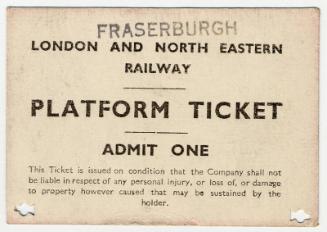 FRASERBURGH
LONDON AND NORTH EASTERN
RAILWAY
PLATFORM TICKET
ADMIT ONE
This Ticket is issued on condition that the Company shall not
be liable in respect of any personal injury, or loss of, or damage
to property however caused that may be sustained by the
holder.